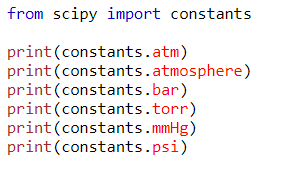 from scipy import constants
print(constants.atm)
print(constants.atmosphere)
print(constants.bar)
print(constants.torr)
print(constants.mmHg)
print(constants.psi)